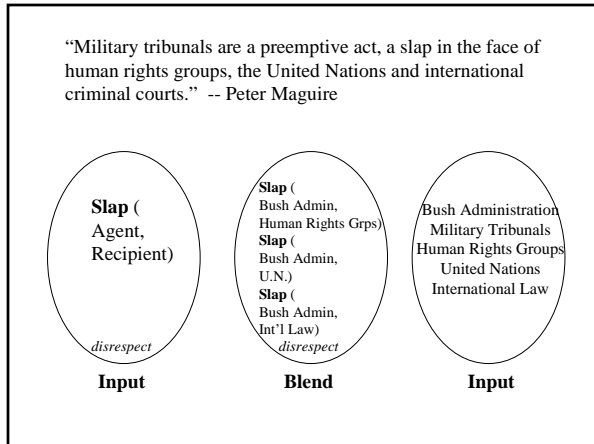 “Military tribunals are a preemptive act, a slap in the face of
human rights groups, the United Nations and international
criminal courts.”  -- Peter Maguire
Slap (
Agent,
Recipient)
disrespect
Input
Slap (
Bush Admin,
Human Rights Grps)
Slap (
Bush Admin,
U.N.)
Slap (
Bush Admin,
Int’l Law)
disrespect
Blend
Bush Administration
Military Tribunals
Human Rights Groups
United Nations
International Law
Input